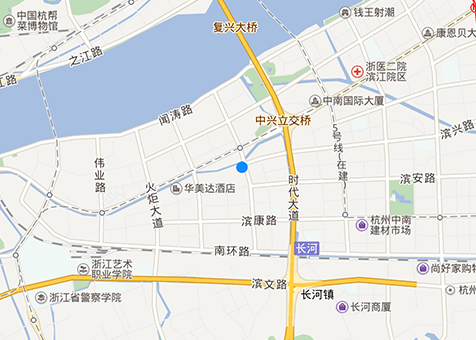 中国杭帮
菜博物馆
之江路
复兴大桥
钱王射潮
康恩贝大
浙医二院
滨江院区
中南国际大厦
闻涛路
中兴立交桥
5号线(在建)
滨兴路
伟业路
火炬大道
华美达酒店
时代大道
滨安路
滨康路
杭州中南
建材市场
南环路
长河
江路
浙江艺术
职业学院
尚好家购物
滨文路
浙江省警察学院
长河镇
杭州
长河商厦